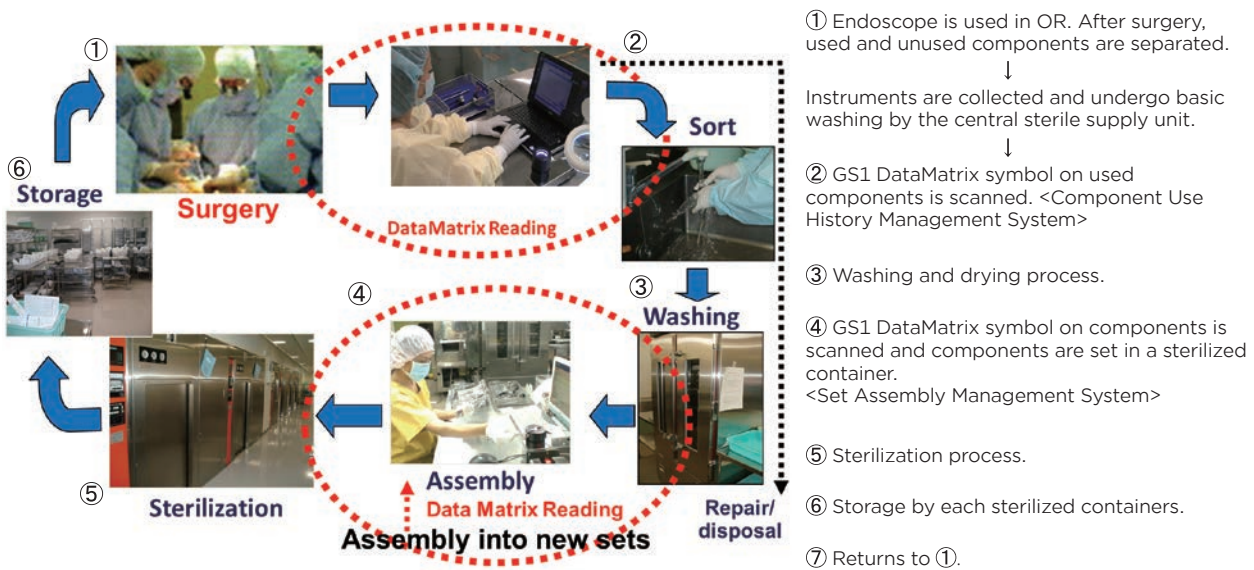 ①
Surgery
DataMatrix Reading
②
Sort
③
Washing
④
Assembly
Data Matrix Reading
Assembly into new sets
Repair/
disposal
⑤
Sterilization
⑥
Storage
① Endoscope is used in OR. After surgery,
used and unused components are separated.
↓
Instruments are collected and undergo basic
washing by the central sterile supply unit.
↓
② GS1 DataMatrix symbol on used
components is scanned. <Component Use
History Management System>
③ Washing and drying process.
④ GS1 DataMatrix symbol on components is
scanned and components are set in a sterilized
container.
<Set Assembly Management System>
⑤ Sterilization process.
⑥ Storage by each sterilized containers.
⑦ Returns to ①.